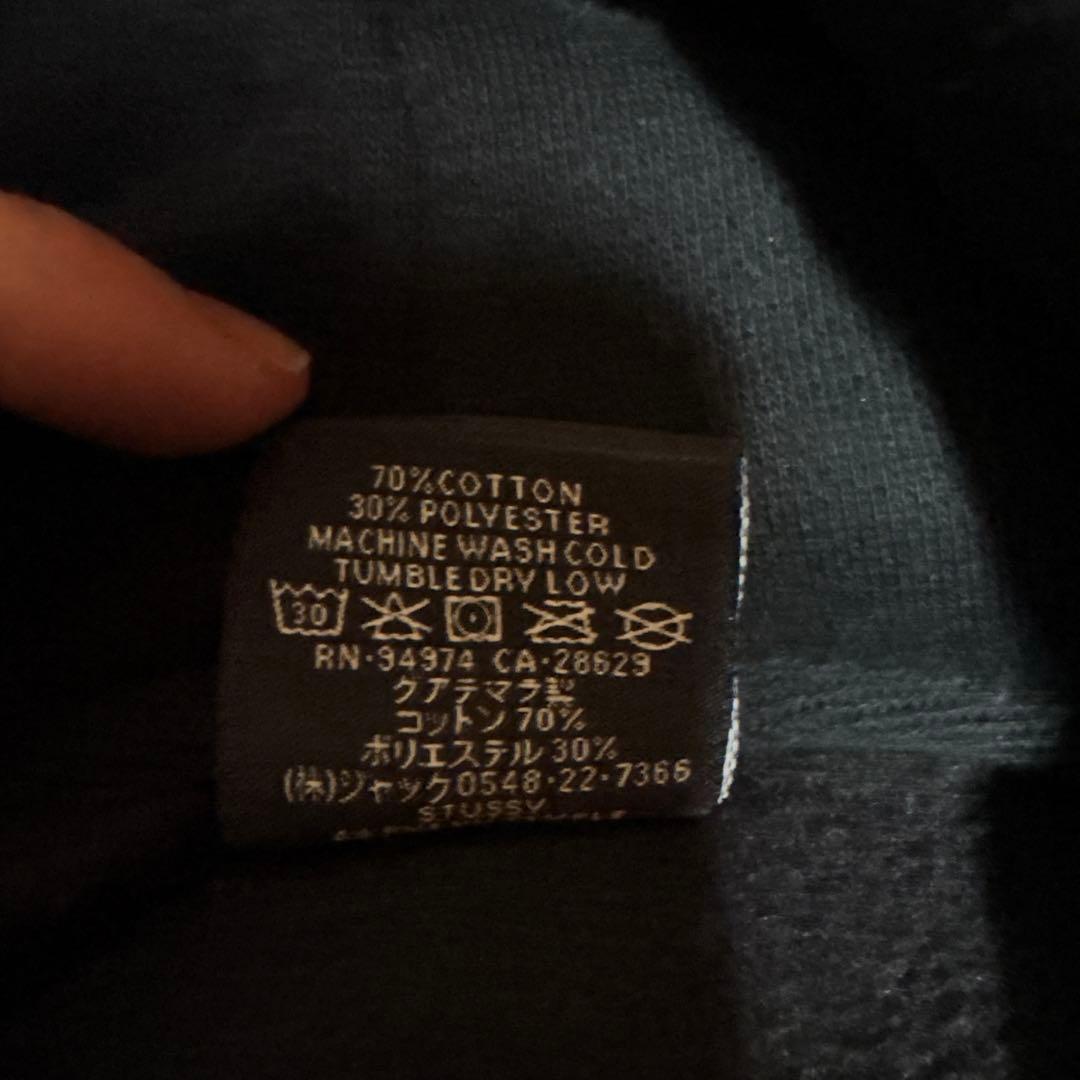 70%COTTON
30% POLYESTER
MACHINE WASH COLD
TUMBLE DRY LOW
30
RN·94974 CA·28629
グアテマラ製
コットン 70%
ポリエステル 30%
(株)ジャック0548·22·7366
STUSSY